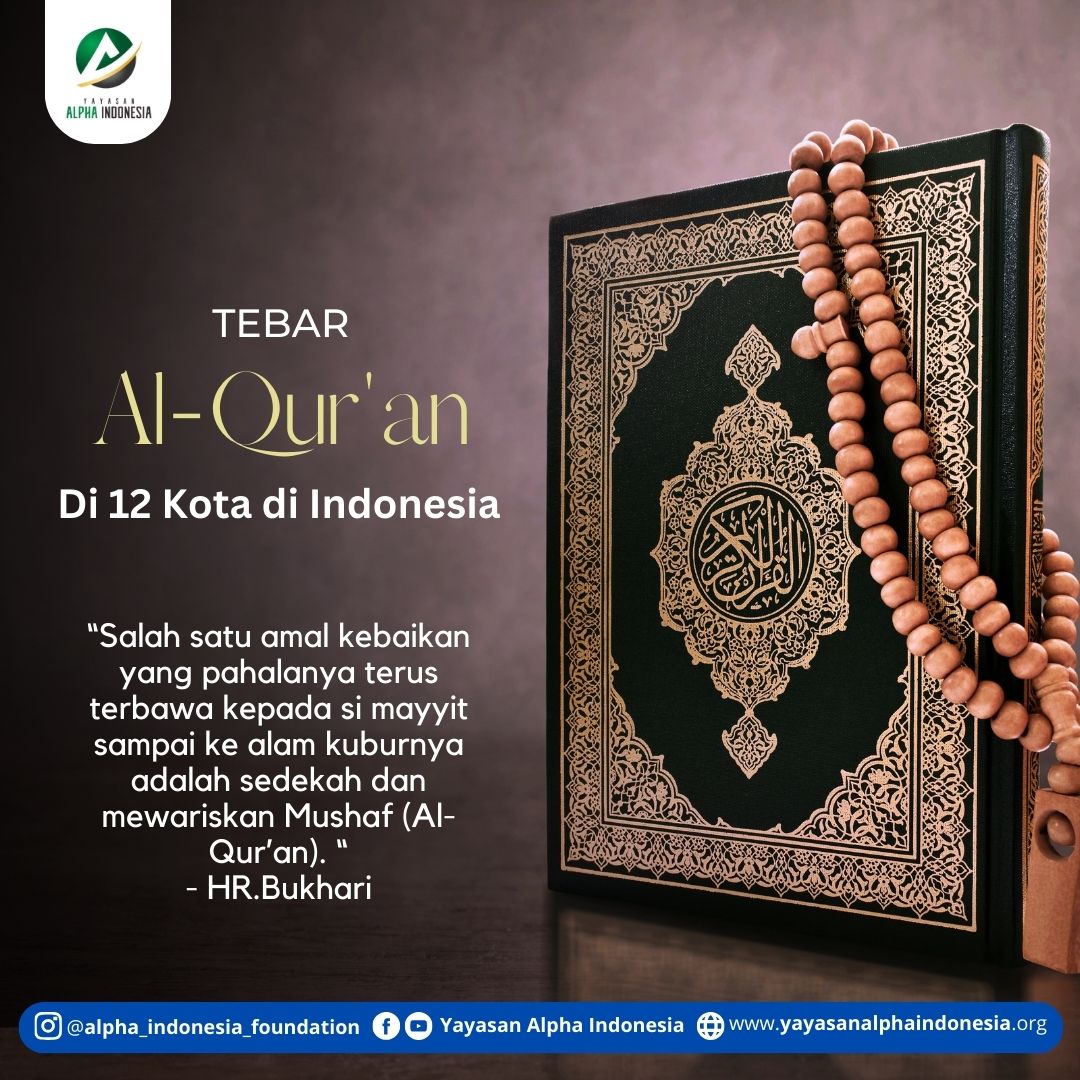 YAYASAN
ALPHA INDONESIA
TEBAR
Al-Qur'an
Di 12 Kota di Indonesia
“Salah satu amal kebaikan
yang pahalanya terus
terbawa kepada si mayyit
sampai ke alam kuburnya
adalah sedekah dan
mewariskan Mushaf (Al-
Qur’an). “
- HR.Bukhari
القرآن الكريم
@alpha_indonesia_foundation Yayasan Alpha Indonesia www.yayasanalphaindonesia.org